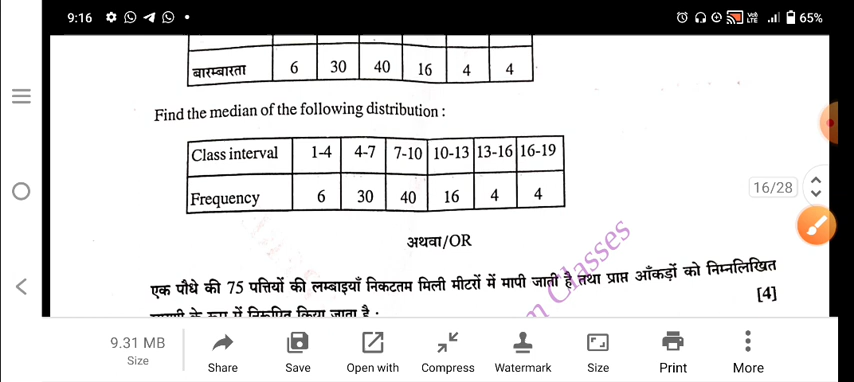 9:16 Vo) LTE 65%
बारम्बारता 6 30 40 16 4 4
Find the median of the following distribution :
Class interval 1-4 4-7 7-10 10-13 13-16 16-19
Frequency 6 30 40 16 4 4
16/28
अथवा/OR
Classes
एक पौधे की 75 पत्तियों की लम्बाइयाँ निकटतम मिली मीटरों में मापी जाती है तथा प्राप्त आँकड़ों को निम्नलिखित
[4]
में निरूपित किया जाता है :
9.31 MB
Size Share Save Open with Compress Watermark Size Print More